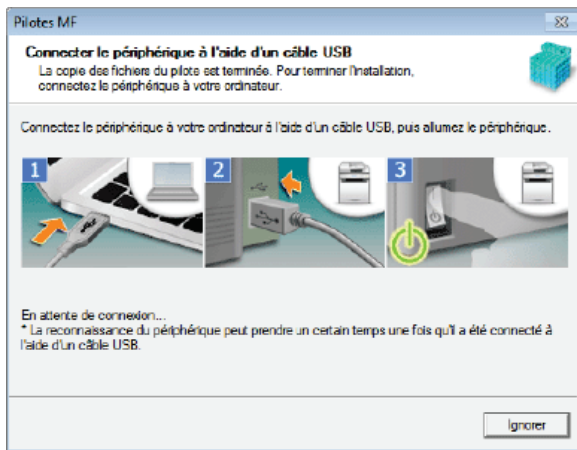 Pilotes MF
Connecter le périphérique à l'aide d'un câble USB
La copie des fichiers du pilote est terminée. Pour terminer l'installation,
connectez le périphérique à votre ordinateur.
Connectez le périphérique à votre ordinateur à l'aide d'un câble USB, puis allumez le périphérique.
1 2 3
En attente de connexion...
* La reconnaissance du périphérique peut prendre un certain temps une fois qu'il a été connecté à
l'aide d'un câble USB.
Ignorer